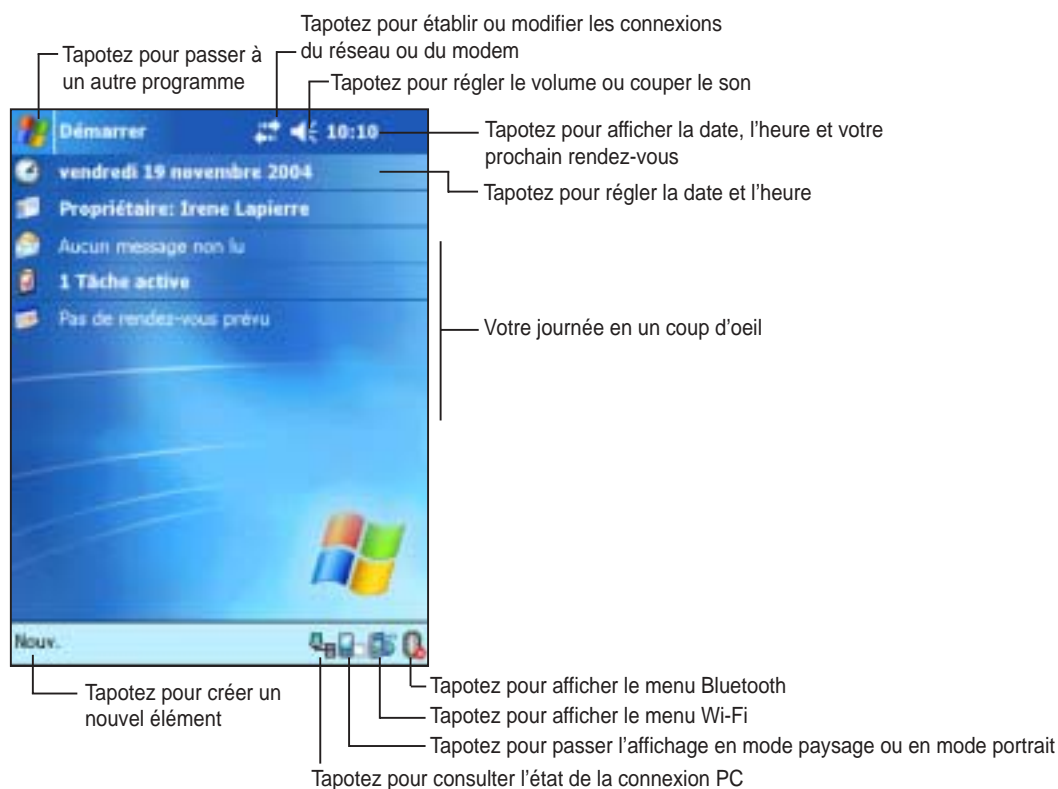 Tapotez pour établir ou modifier les connexions
du réseau ou du modem
Tapotez pour passer à
un autre programme
Tapotez pour régler le volume ou couper le son
Démarrer 10:10
Tapotez pour afficher la date, l'heure et votre
prochain rendez-vous
vendredi 19 novembre 2004
Tapotez pour régler la date et l'heure
Propriétaire: Irene Lapierre
Aucun message non lu
1 Tâche active
Pas de rendez-vous prévu
Votre journée en un coup d'oeil
Nouv.
Tapotez pour créer un
nouvel élément
Tapotez pour afficher le menu Bluetooth
Tapotez pour afficher le menu Wi-Fi
Tapotez pour passer l'affichage en mode paysage ou en mode portrait
Tapotez pour consulter l'état de la connexion PC